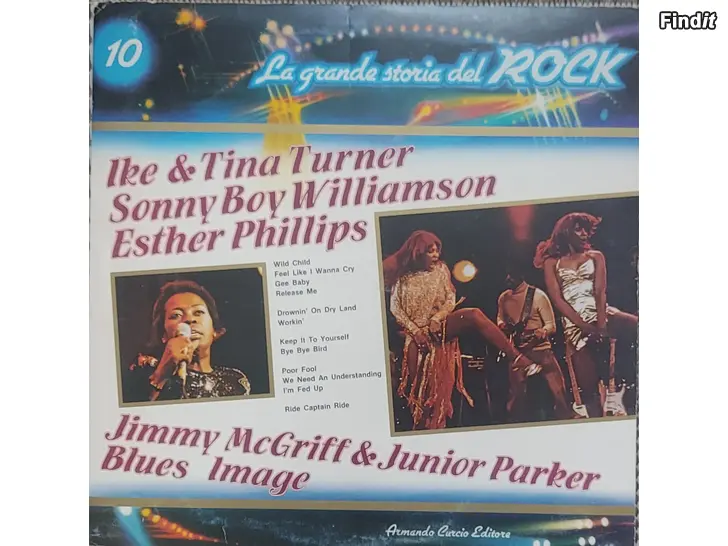 Findit
10
La grande storia del ROCK
Ike & Tina Turner
Sonny Boy Williamson
Esther Phillips
Wild Child
Feel Like I Wanna Cry
Gee Baby
Release Me
Drownin' On Dry Land
Workin'
Keep It To Yourself
Bye Bye Bird
Poor Fool
We Need An Understanding
I'm Fed Up
Ride Captain Ride
Jimmy McGriff & Junior Parker
Blues Image
Armando Curcio Editore